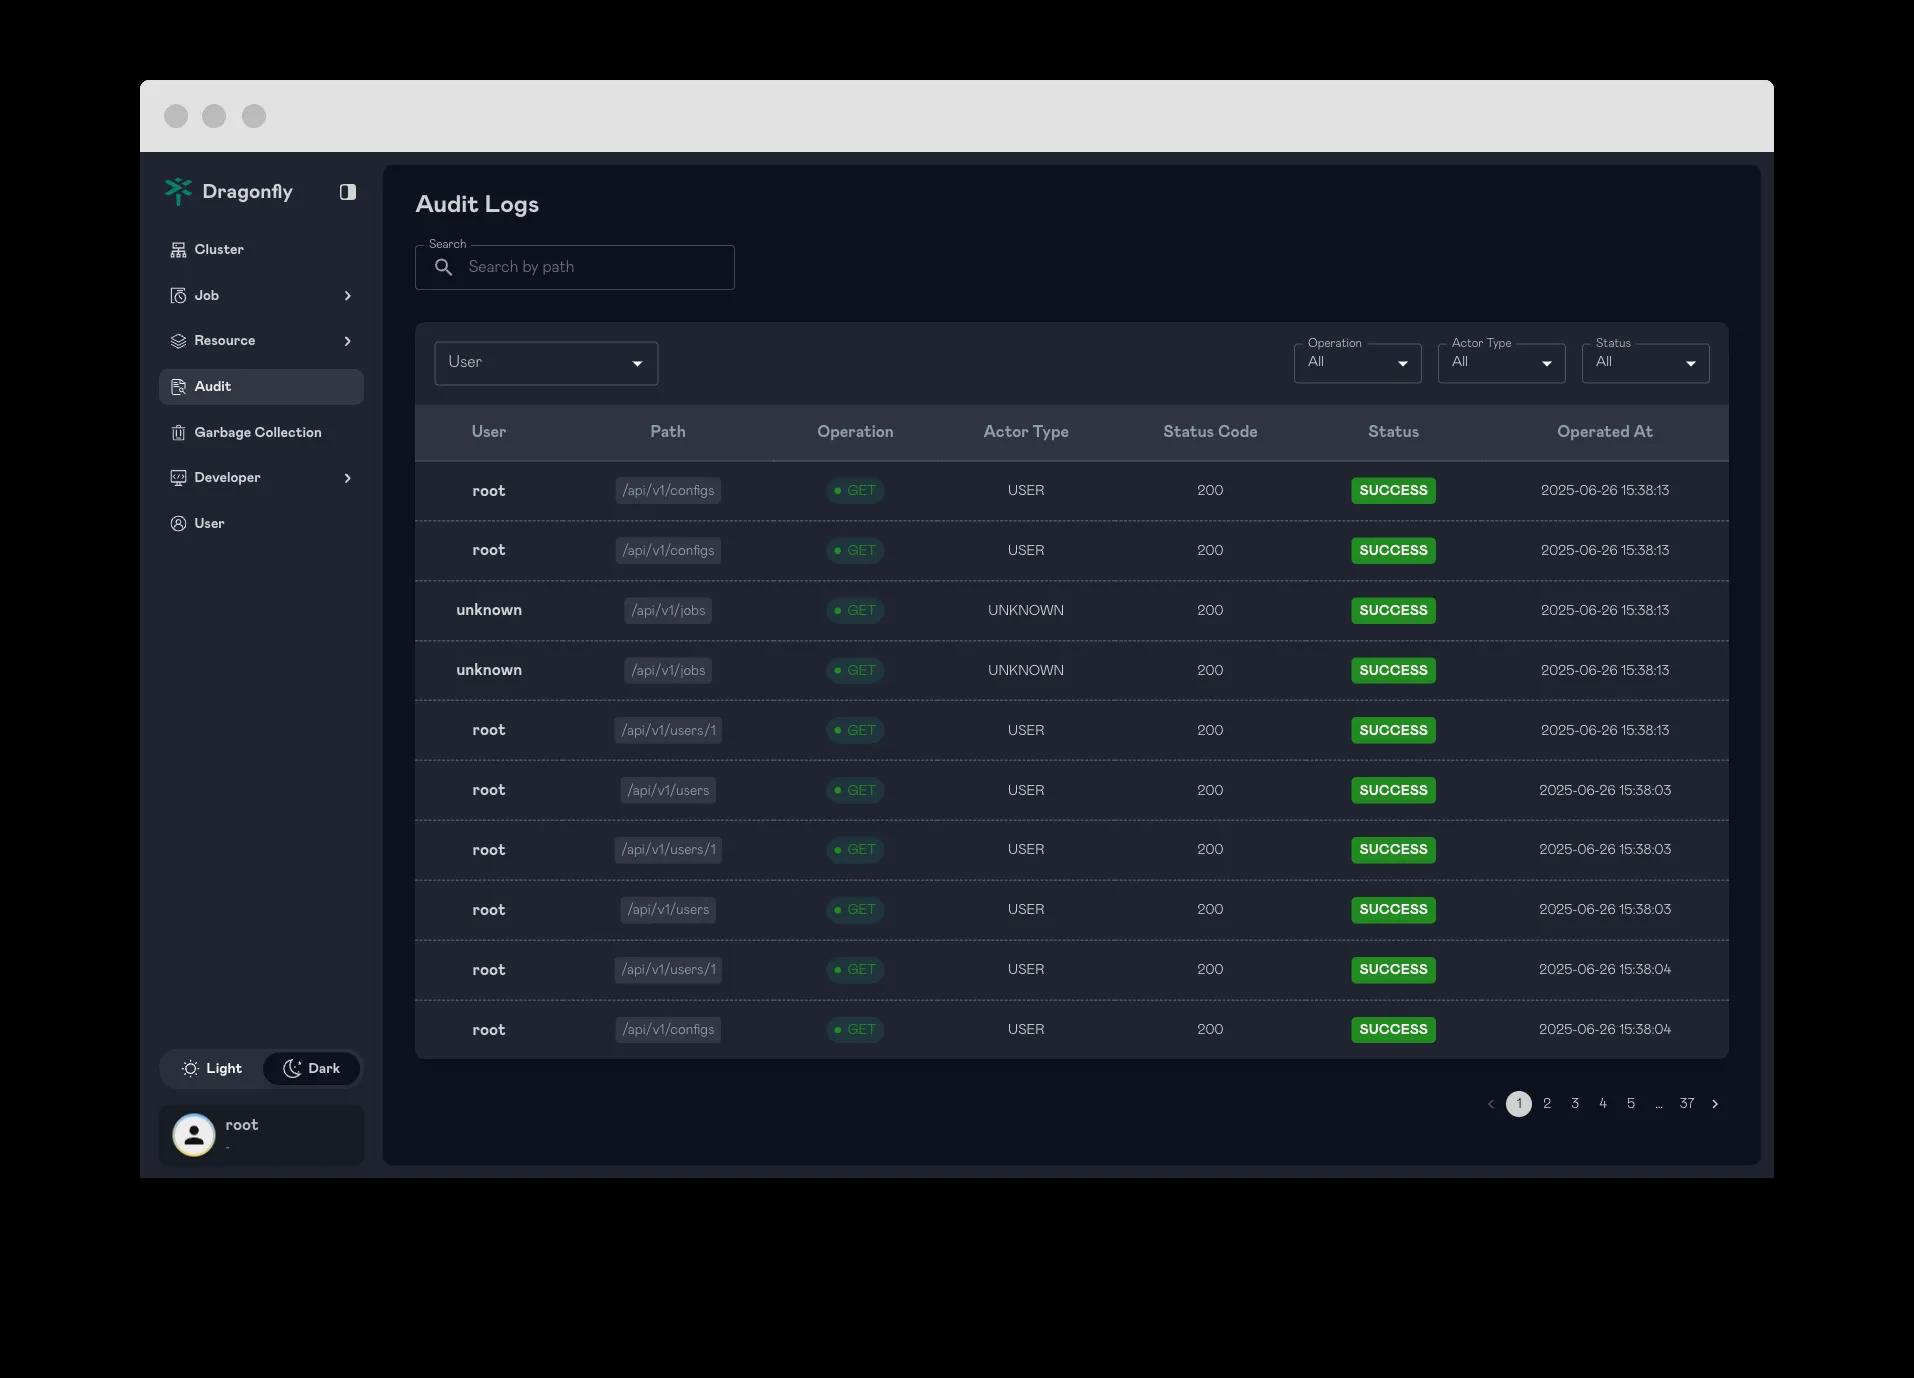 Dragonfly
Cluster
Job
Resource
Audit
Garbage Collection
Developer
User
Light Dark
root
-
Audit Logs
Search
Search by path
User
Operation
All
Actor Type
All
Status
All
User Path Operation Actor Type Status Code Status Operated At
root /api/v1/configs GET USER 200 SUCCESS 2025-06-26 15:38:13
root /api/v1/configs GET USER 200 SUCCESS 2025-06-26 15:38:13
unknown /api/v1/jobs GET UNKNOWN 200 SUCCESS 2025-06-26 15:38:13
unknown /api/v1/jobs GET UNKNOWN 200 SUCCESS 2025-06-26 15:38:13
root /api/v1/users/1 GET USER 200 SUCCESS 2025-06-26 15:38:13
root /api/v1/users GET USER 200 SUCCESS 2025-06-26 15:38:03
root /api/v1/users/1 GET USER 200 SUCCESS 2025-06-26 15:38:03
root /api/v1/users GET USER 200 SUCCESS 2025-06-26 15:38:03
root /api/v1/users/1 GET USER 200 SUCCESS 2025-06-26 15:38:04
root /api/v1/configs GET USER 200 SUCCESS 2025-06-26 15:38:04
1 2 3 4 5 ... 37